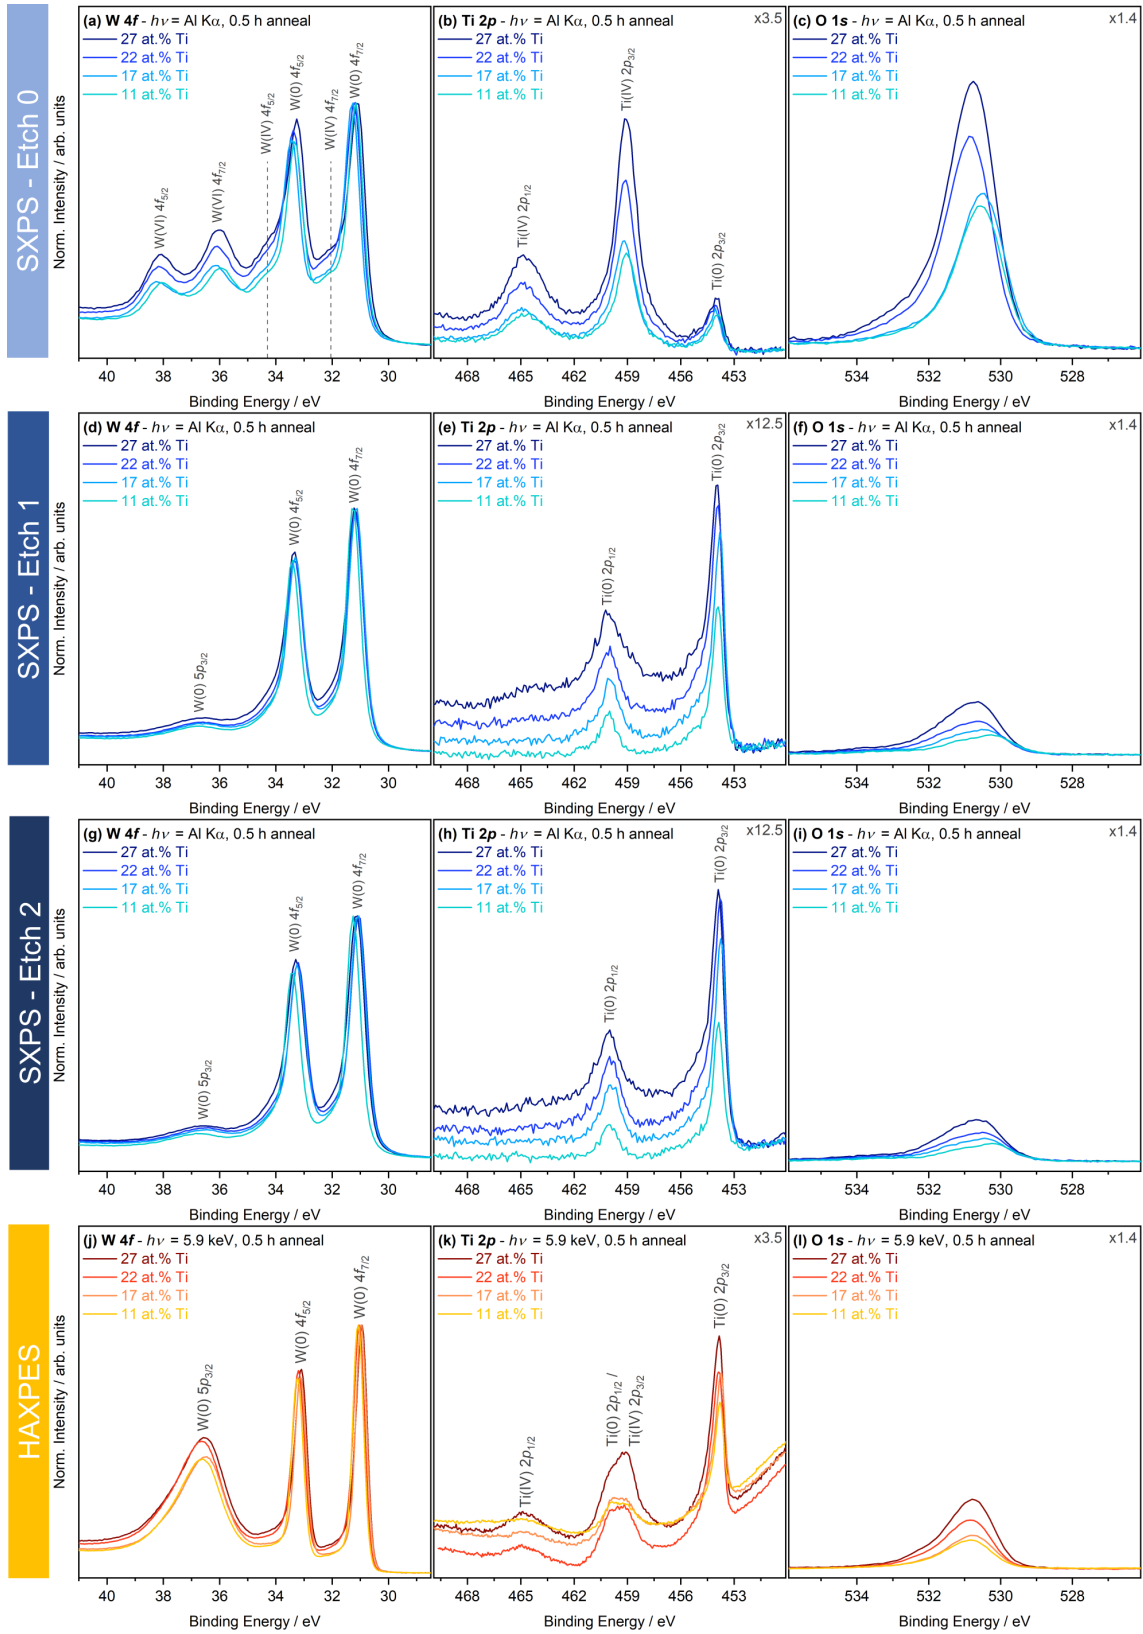 SXPS - Etch 0
(a) W 4f - hν = Al Kα, 0.5 h anneal
27 at.% Ti
22 at.% Ti
17 at.% Ti
11 at.% Ti
W(VI) 4f5/2
W(VI) 4f7/2
W(IV) 4f5/2
W(0) 4f5/2
W(IV) 4f7/2
W(0) 4f7/2
Norm. Intensity / arb. units
40 38 36 34 32 30
Binding Energy / eV
(b) Ti 2p - hν = Al Kα, 0.5 h anneal
x3.5
27 at.% Ti
22 at.% Ti
17 at.% Ti
11 at.% Ti
Ti(IV) 2p1/2
Ti(IV) 2p3/2
Ti(0) 2p3/2
468 465 462 459 456 453
Binding Energy / eV
(c) O 1s - hν = Al Kα, 0.5 h anneal
x1.4
27 at.% Ti
22 at.% Ti
17 at.% Ti
11 at.% Ti
534 532 530 528
Binding Energy / eV
SXPS - Etch 1
(d) W 4f - hν = Al Kα, 0.5 h anneal
27 at.% Ti
22 at.% Ti
17 at.% Ti
11 at.% Ti
W(0) 5p3/2
W(0) 4f5/2
W(0) 4f7/2
Norm. Intensity / arb. units
40 38 36 34 32 30
Binding Energy / eV
(e) Ti 2p - hν = Al Kα, 0.5 h anneal
x12.5
27 at.% Ti
22 at.% Ti
17 at.% Ti
11 at.% Ti
Ti(0) 2p1/2
Ti(0) 2p3/2
468 465 462 459 456 453
Binding Energy / eV
(f) O 1s - hν = Al Kα, 0.5 h anneal
x1.4
27 at.% Ti
22 at.% Ti
17 at.% Ti
11 at.% Ti
534 532 530 528
Binding Energy / eV
SXPS - Etch 2
(g) W 4f - hν = Al Kα, 0.5 h anneal
27 at.% Ti
22 at.% Ti
17 at.% Ti
11 at.% Ti
W(0) 5p3/2
W(0) 4f5/2
W(0) 4f7/2
Norm. Intensity / arb. units
40 38 36 34 32 30
Binding Energy / eV
(h) Ti 2p - hν = Al Kα, 0.5 h anneal
x12.5
27 at.% Ti
22 at.% Ti
17 at.% Ti
11 at.% Ti
Ti(0) 2p1/2
Ti(0) 2p3/2
468 465 462 459 456 453
Binding Energy / eV
(i) O 1s - hν = Al Kα, 0.5 h anneal
x1.4
27 at.% Ti
22 at.% Ti
17 at.% Ti
11 at.% Ti
534 532 530 528
Binding Energy / eV
HAXPES
(j) W 4f - hν = 5.9 keV, 0.5 h anneal
27 at.% Ti
22 at.% Ti
17 at.% Ti
11 at.% Ti
W(0) 5p3/2
W(0) 4f5/2
W(0) 4f7/2
Norm. Intensity / arb. units
40 38 36 34 32 30
Binding Energy / eV
(k) Ti 2p - hν = 5.9 keV, 0.5 h anneal
x3.5
27 at.% Ti
22 at.% Ti
17 at.% Ti
11 at.% Ti
Ti(IV) 2p1/2
Ti(0) 2p1/2 /
Ti(IV) 2p3/2
Ti(0) 2p3/2
468 465 462 459 456 453
Binding Energy / eV
(l) O 1s - hν = 5.9 keV, 0.5 h anneal
x1.4
27 at.% Ti
22 at.% Ti
17 at.% Ti
11 at.% Ti
534 532 530 528
Binding Energy / eV